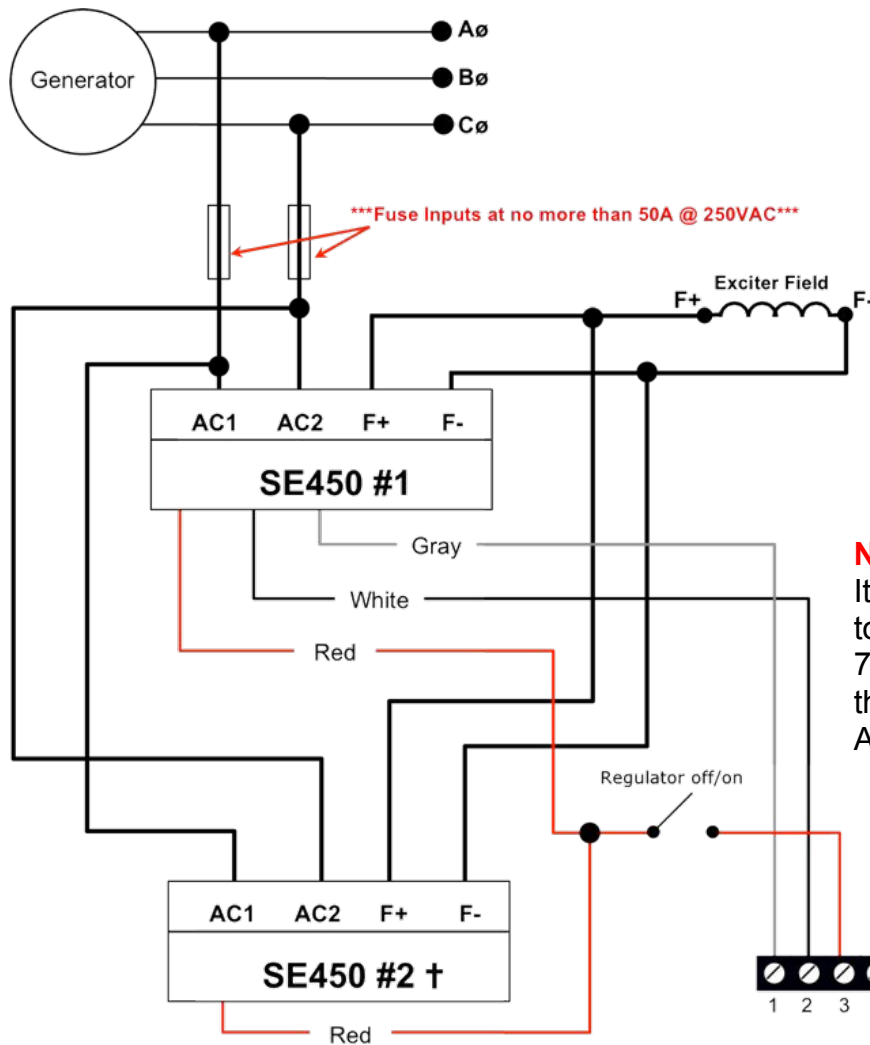 Generator
Aø
Bø
Cø
***Fuse Inputs at no more than 50A @ 250VAC***
Exciter Field
F+
F-
AC1 AC2 F+ F-
SE450 #1
Gray
White
Red
Regulator off/on
AC1 AC2 F+ F-
SE450 #2 †
Red
1 2 3